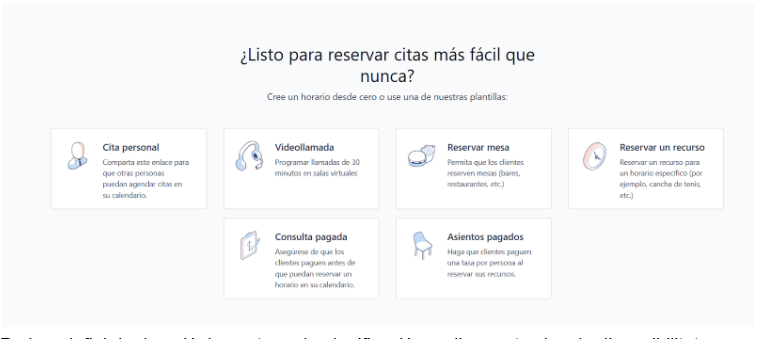 ¿Listo para reservar citas más fácil que
nunca?
Cree un horario desde cero o use una de nuestras plantillas:
Cita personal
Comparta este enlace para
que otras personas
puedan agendar citas en
su calendario.
Videollamada
Programar llamadas de 30
minutos en salas virtuales
Reservar mesa
Permita que los clientes
reserven mesas (bares,
restaurantes, etc.)
Reservar un recurso
Reservar un recurso para
un horario específico (por
ejemplo, cancha de tenis,
etc.)
Consulta pagada
Asegúrese de que los
clientes paguen antes de
que puedan reservar un
horario en su calendario.
Asientos pagados
Haga que clientes paguen
una tasa por persona al
reservar sus recursos.